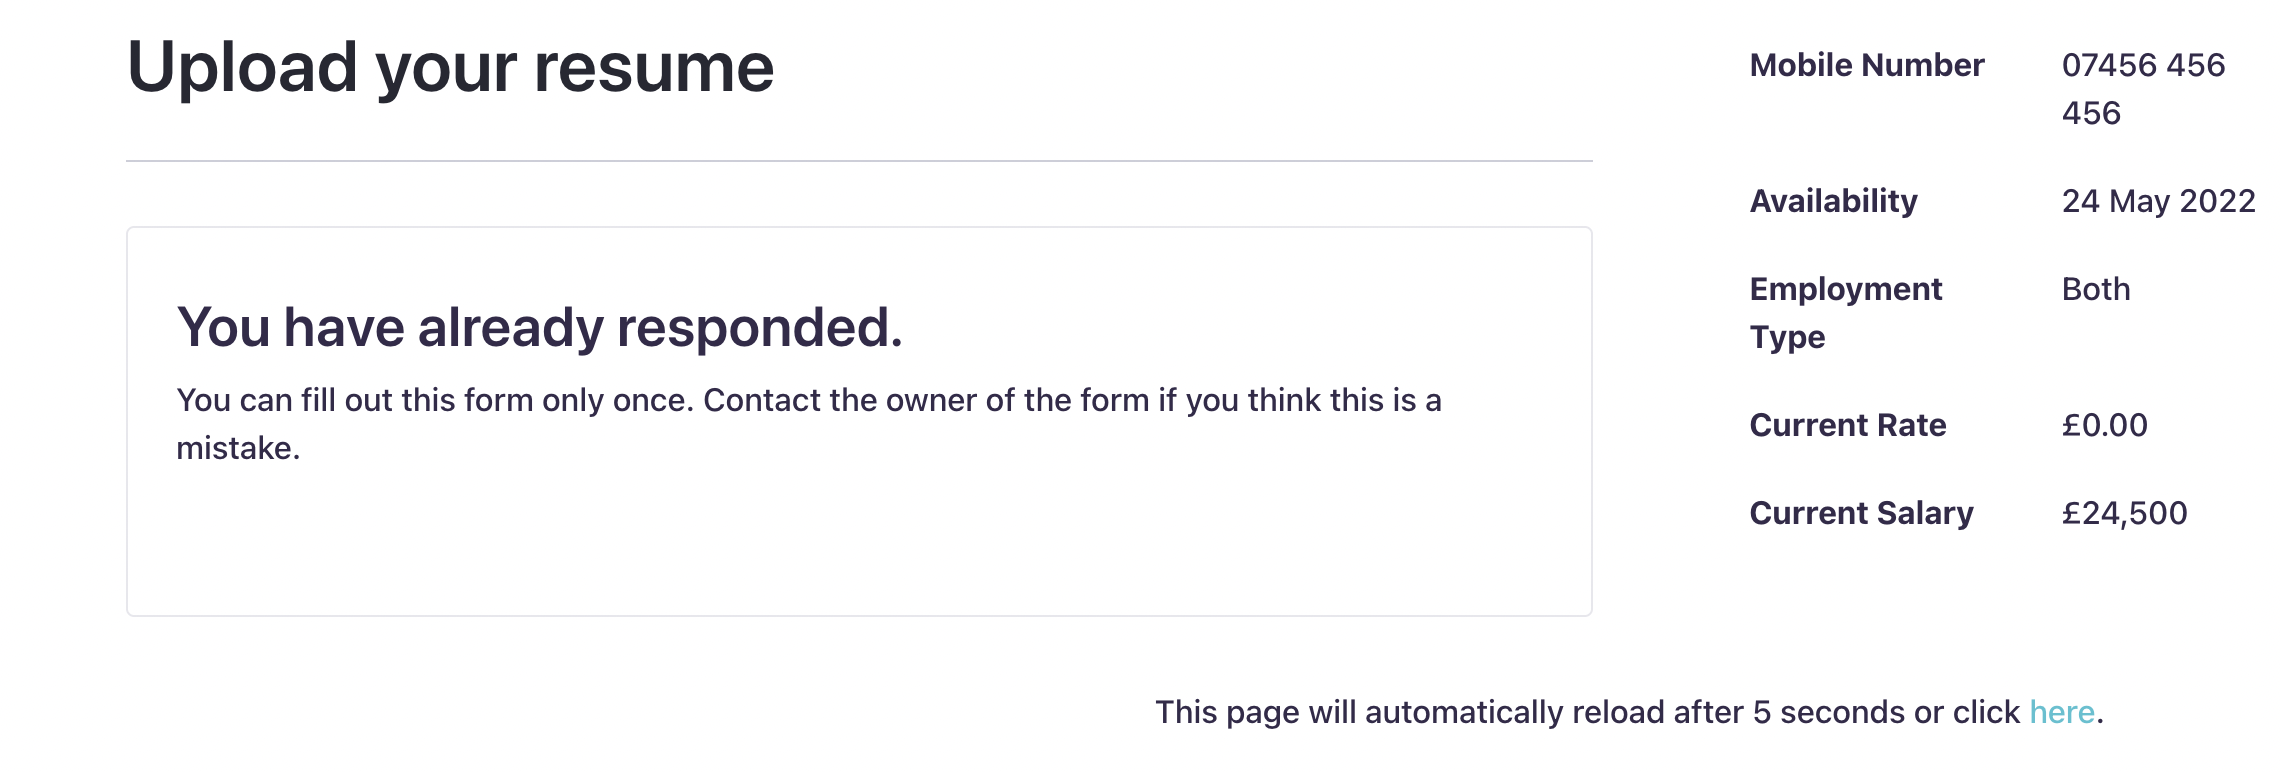 Upload your resume
You have already responded.
You can fill out this form only once. Contact the owner of the form if you think this is a
mistake.
Mobile Number 07456 456
456
Availability 24 May 2022
Employment Both
Type
Current Rate £0.00
Current Salary £24,500
This page will automatically reload after 5 seconds or click here.